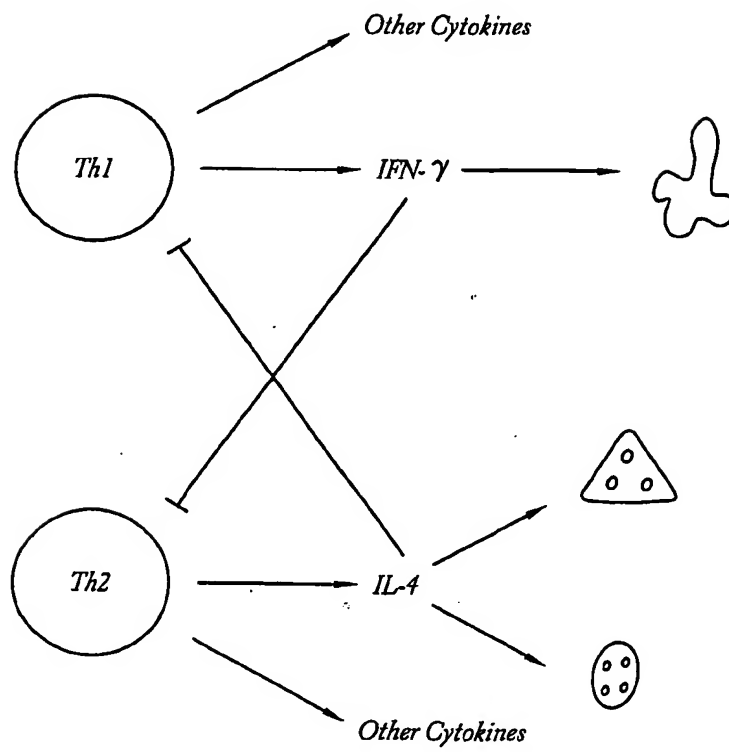 Other Cytokines
Th1
IFN-γ
Th2
IL-4
Other Cytokines